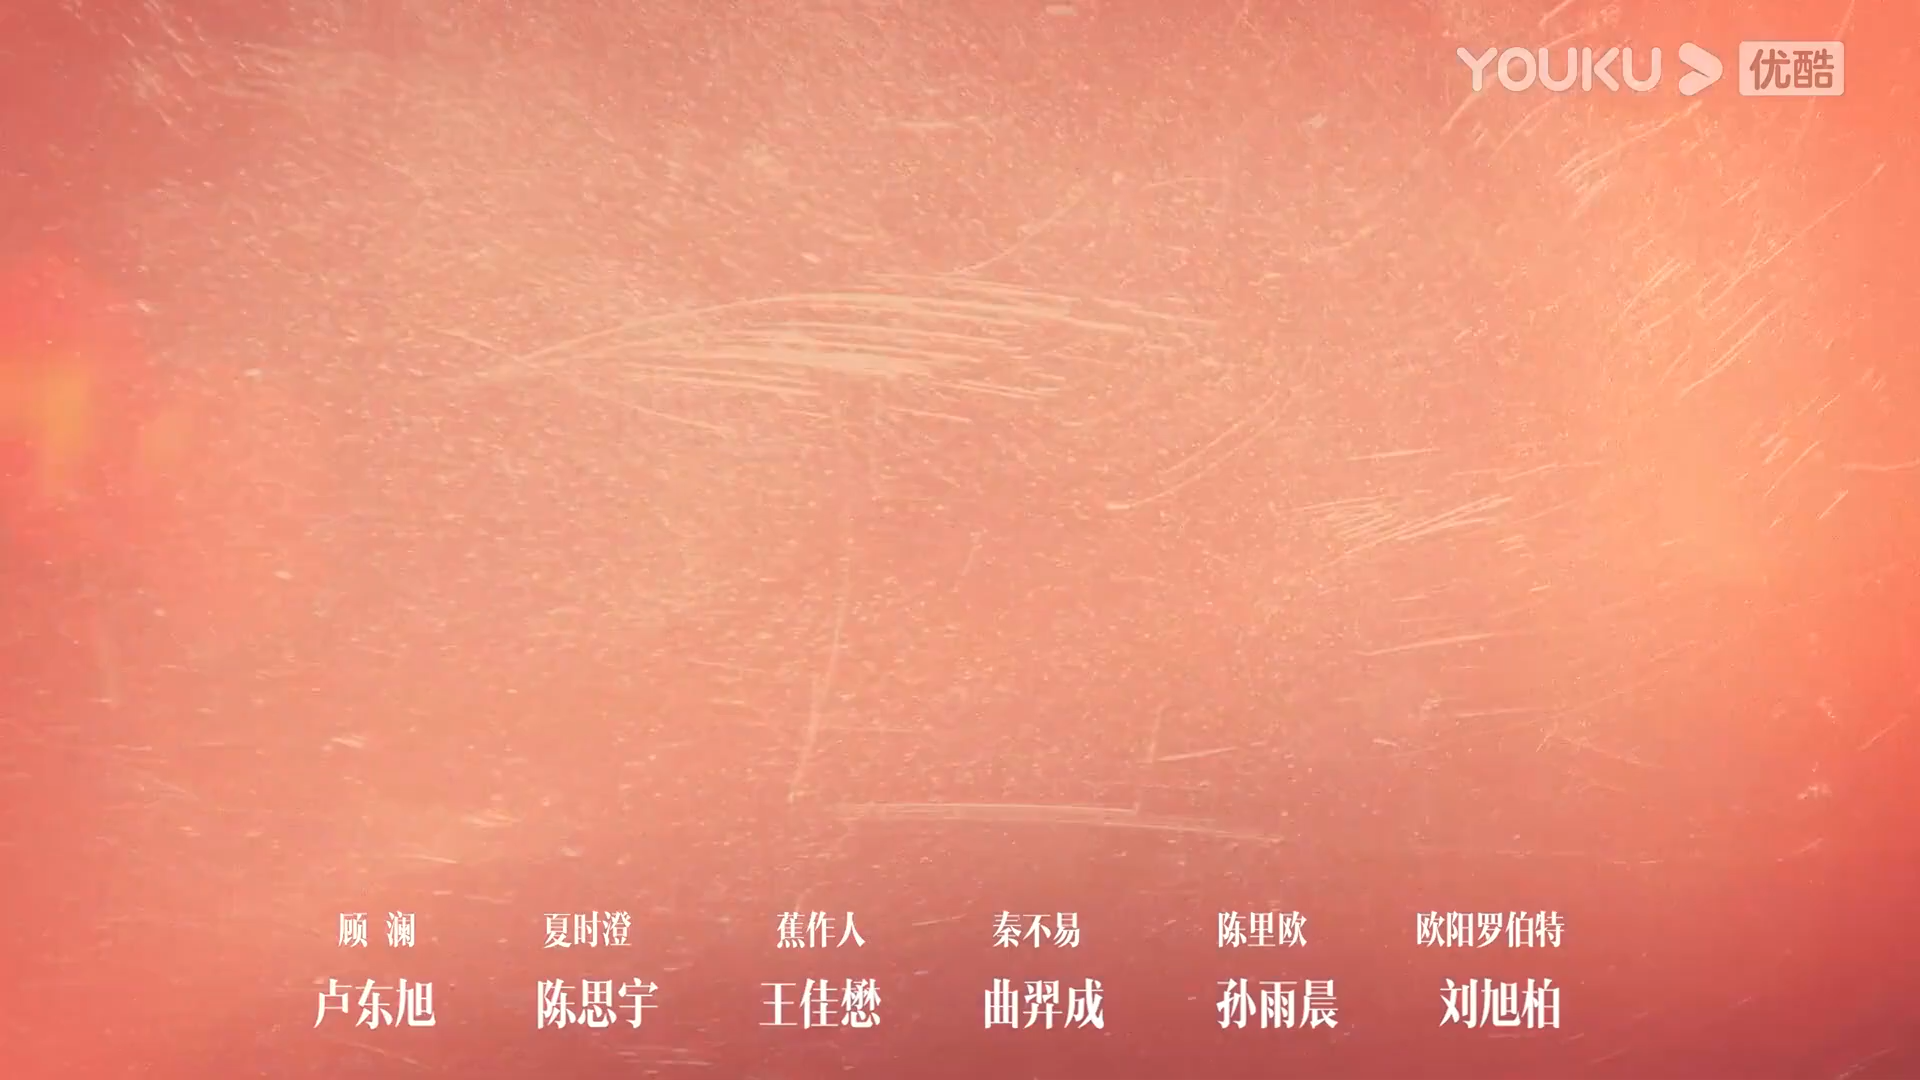 YOUKU 优酷
顾 澜 夏时澄 蕉作人 秦不易 陈里欧 欧阳罗伯特
卢东旭 陈思宇 王佳懋 曲羿成 孙雨晨 刘旭柏